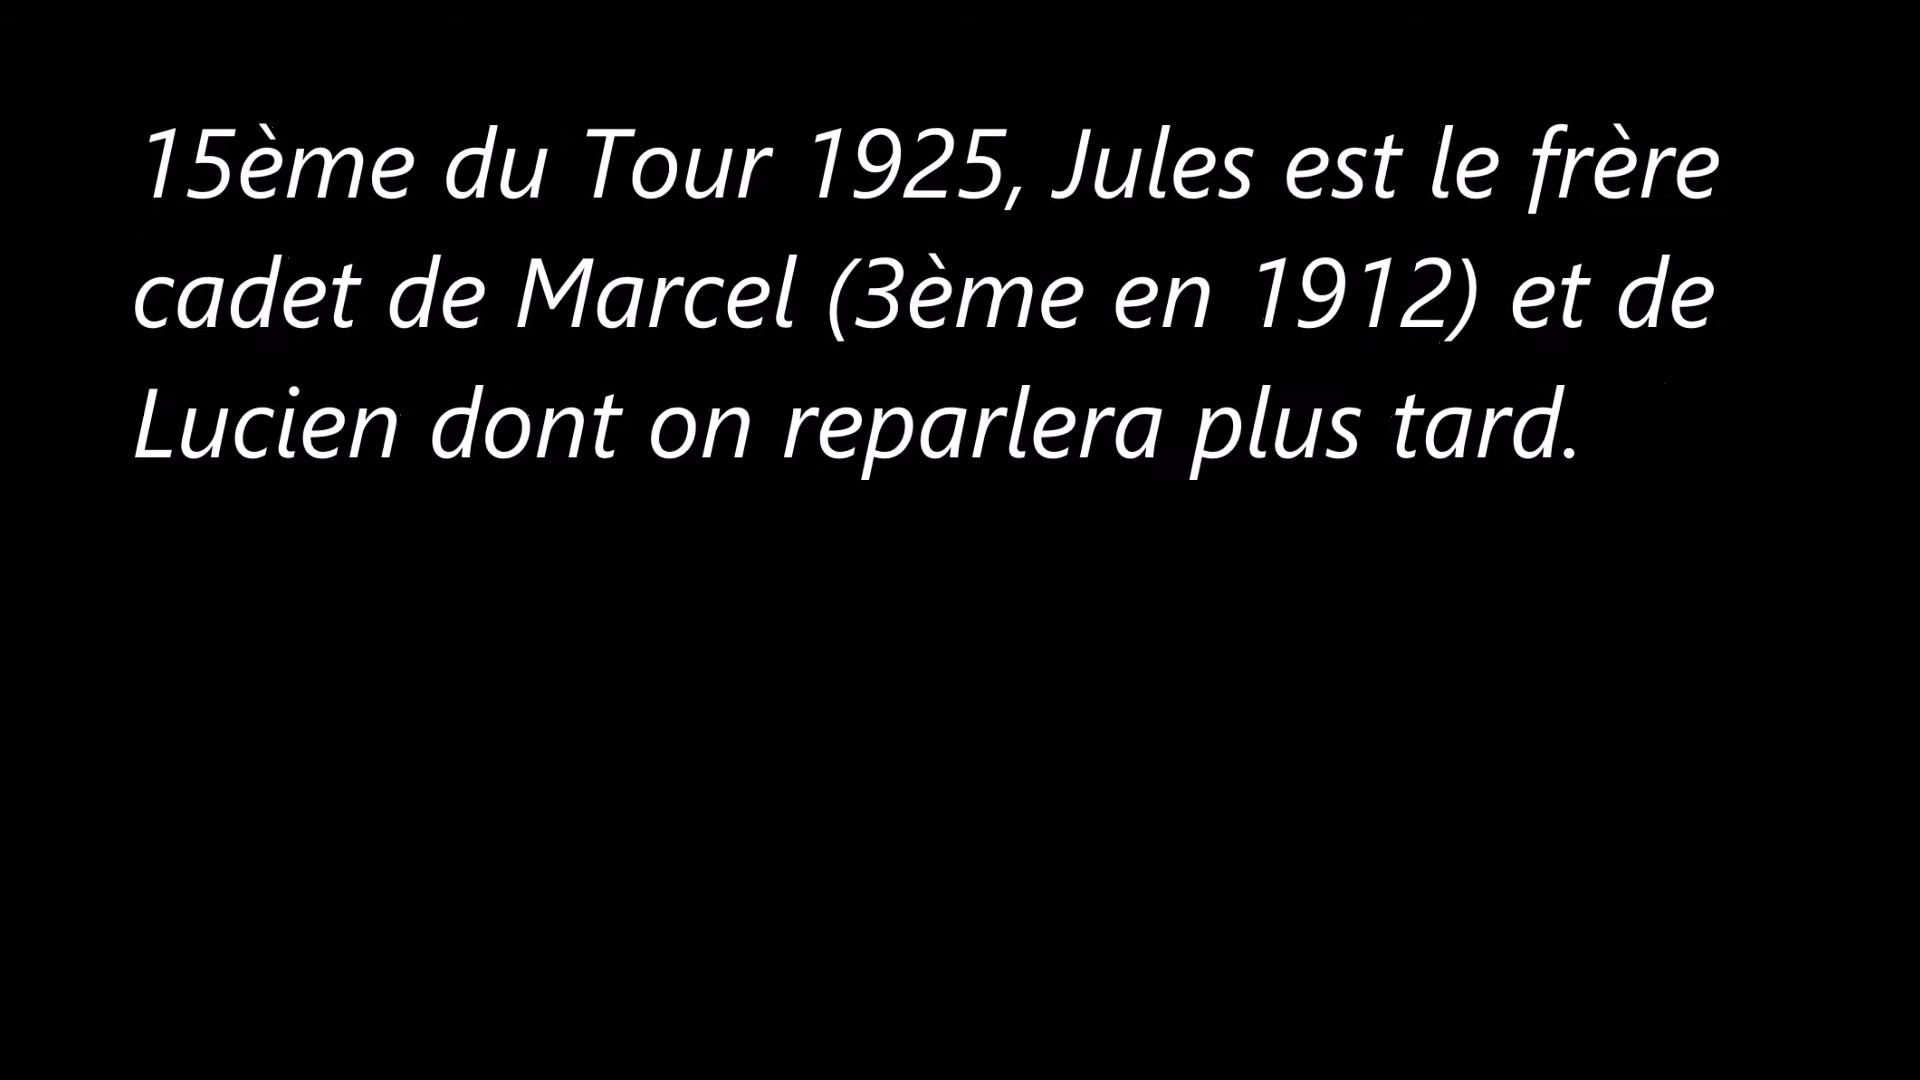 15ème du Tour 1925, Jules est le frère
cadet de Marcel (3ème en 1912) et de
Lucien dont on reparlera plus tard.